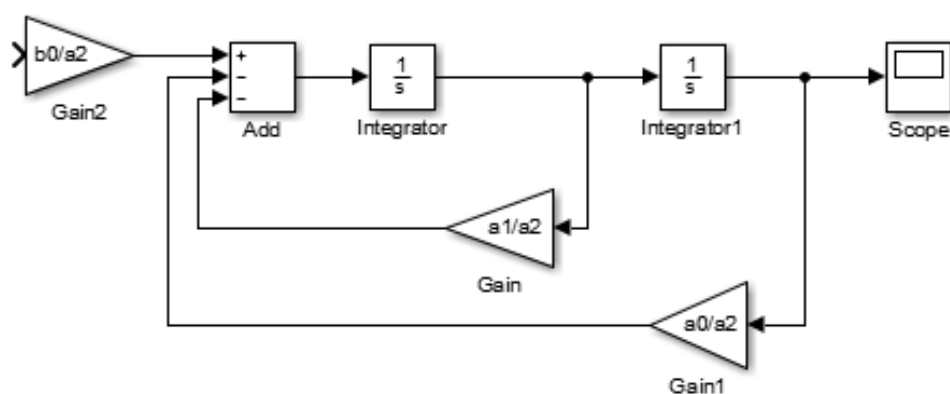 b0/a2
Gain2
+
−
−
Add
1
s
Integrator
1
s
Integrator1
Scope
a1/a2
Gain
a0/a2
Gain1